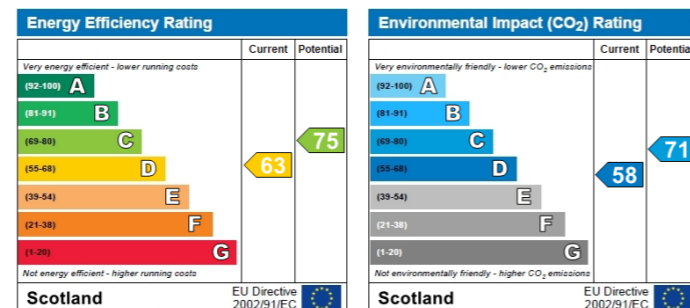 Energy Efficiency Rating
Current Potential
Very energy efficient - lower running costs
(92-100) A
(81-91) B
(69-80) C
75
(55-68) D
63
(39-54) E
(21-38) F
(1-20) G
Not energy efficient - higher running costs
Scotland
EU Directive
2002/91/EC
Environmental Impact (CO2) Rating
Current Potential
Very environmentally friendly - lower CO2 emissions
(92-100) A
(81-91) B
(69-80) C
71
(55-68) D
58
(39-54) E
(21-38) F
(1-20) G
Not environmentally friendly - higher CO2 emissions
Scotland
EU Directive
2002/91/EC